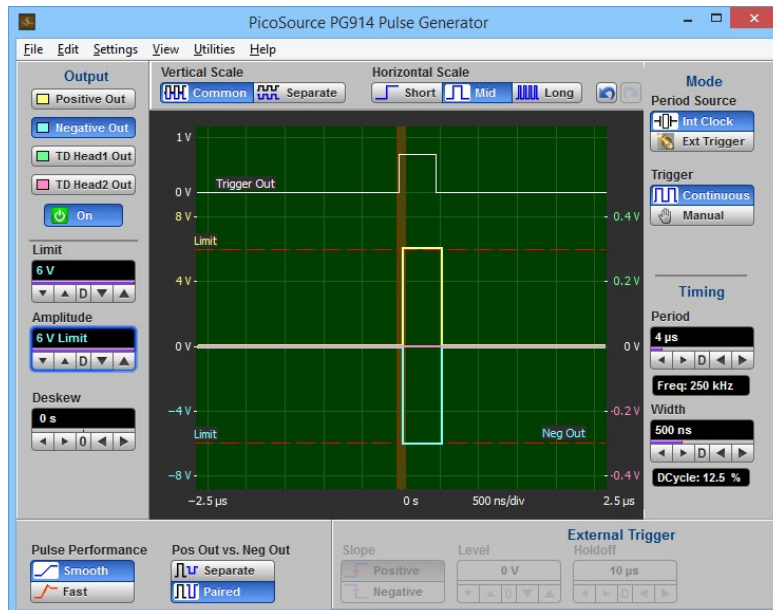 PicoSource PG914 Pulse Generator
File Edit Settings View Utilities Help
Output
Positive Out
Negative Out
TD Head1 Out
TD Head2 Out
On
Limit
6 V
D
Amplitude
6 V Limit
D
Deskew
0 s
0
Vertical Scale
Common
Separate
Horizontal Scale
Short
Mid
Long
1 V
Trigger Out
0 V
8 V
0.4 V
Limit
4 V
0.2 V
0 V
0 V
−4 V
-0.2 V
Limit
Neg Out
−8 V
-0.4 V
−2.5 µs
0 s
500 ns/div
2.5 µs
Mode
Period Source
Int Clock
Ext Trigger
Trigger
Continuous
Manual
Timing
Period
4 µs
D
Freq: 250 kHz
Width
500 ns
D
DCycle: 12.5 %
Pulse Performance
Smooth
Fast
Pos Out vs. Neg Out
Separate
Paired
External Trigger
Slope
Positive
Negative
Level
0 V
0
Holdoff
10 µs
D